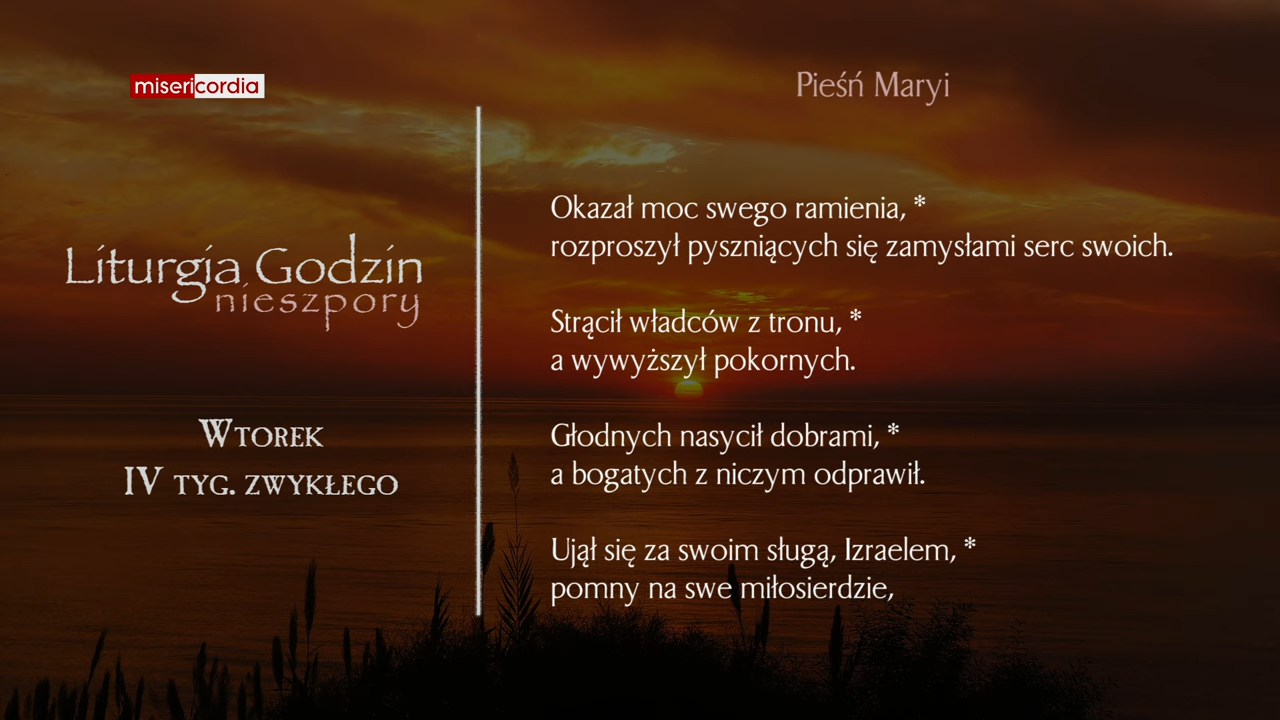 misericordia
Liturgia Godzin
nieszpory
Wtorek
IV tyg. zwykłego
Pieśń Maryi
Okazał moc swego ramienia, *
rozproszył pyszniących się zamysłami serc swoich.
Strącił władców z tronu, *
a wywyższył pokornych.
Głodnych nasycił dobrami, *
a bogatych z niczym odprawił.
Ujął się za swoim sługą, Izraelem, *
pomny na swe miłosierdzie,